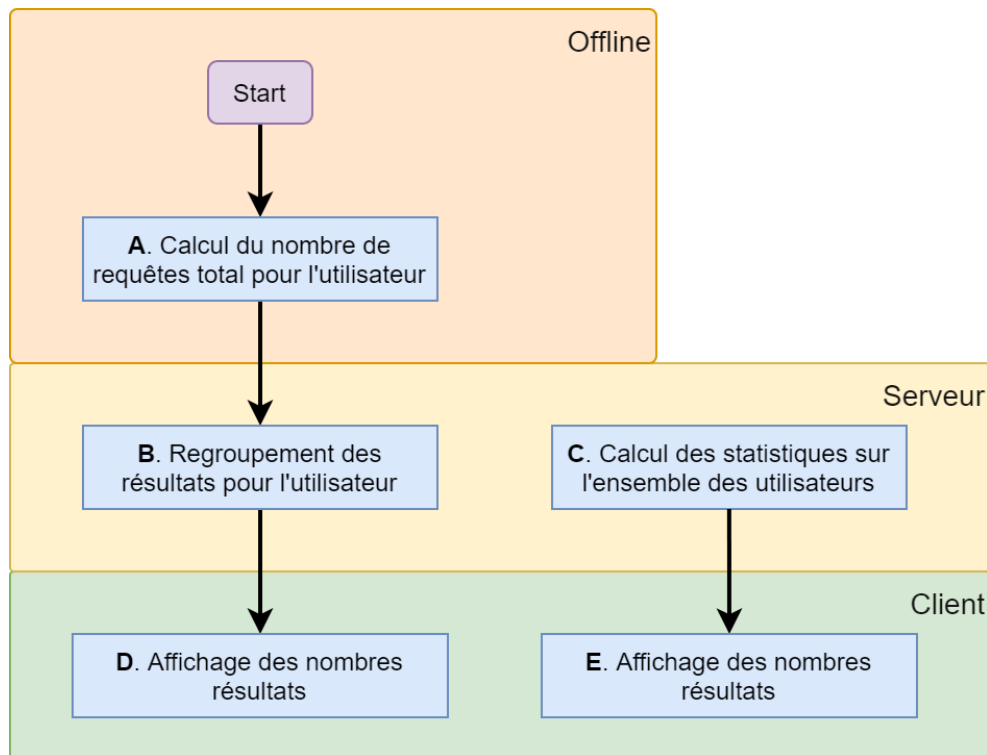 Offline
Start
A. Calcul du nombre de
requêtes total pour l'utilisateur
Serveur
B. Regroupement des
résultats pour l'utilisateur
C. Calcul des statistiques sur
l'ensemble des utilisateurs
Client
D. Affichage des nombres
résultats
E. Affichage des nombres
résultats